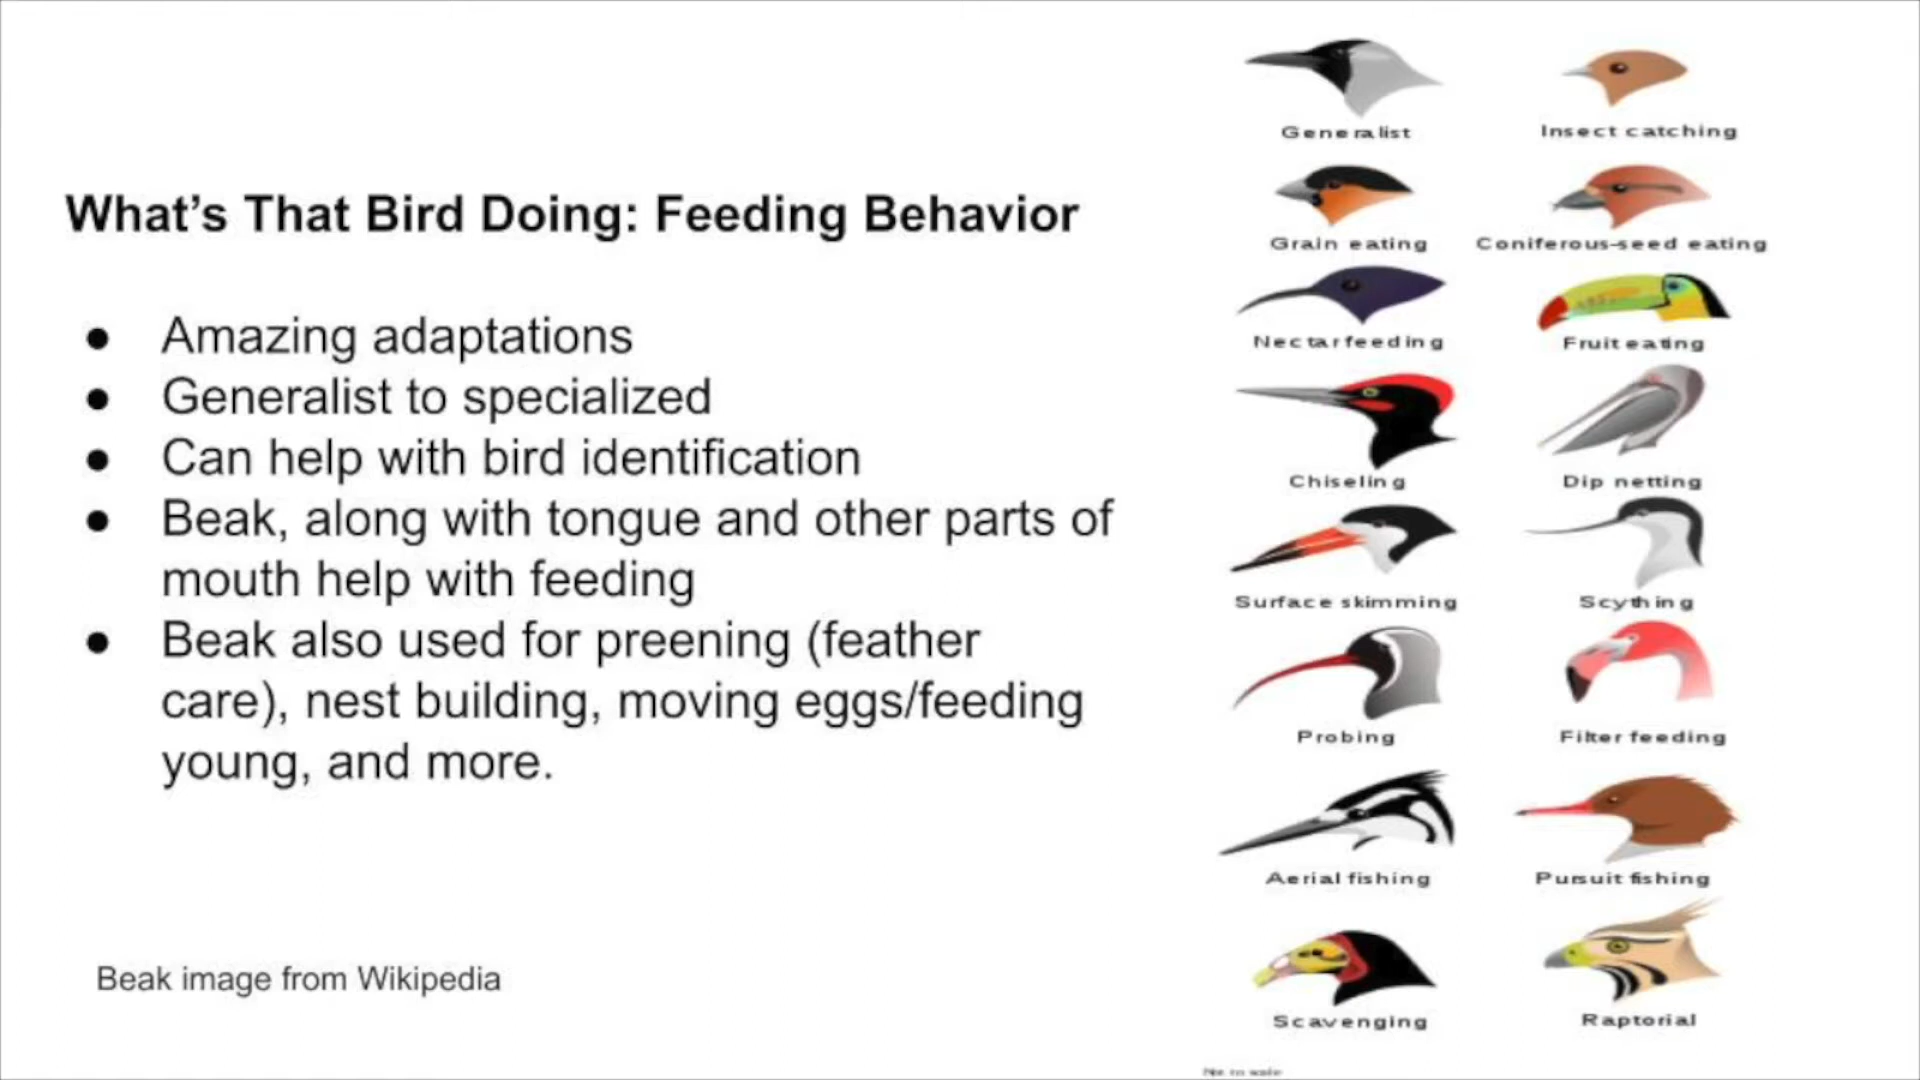 What's That Bird Doing: Feeding Behavior
● Amazing adaptations
● Generalist to specialized
● Can help with bird identification
● Beak, along with tongue and other parts of
mouth help with feeding
● Beak also used for preening (feather
care), nest building, moving eggs/feeding
young, and more.
Beak image from Wikipedia
Generalist
Insect catching
Grain eating
Coniferous-seed eating
Nectar feeding
Fruit eating
Chiseling
Dip netting
Surface skimming
Scything
Probing
Filter feeding
Aerial fishing
Pursuit fishing
Scavenging
Raptorial